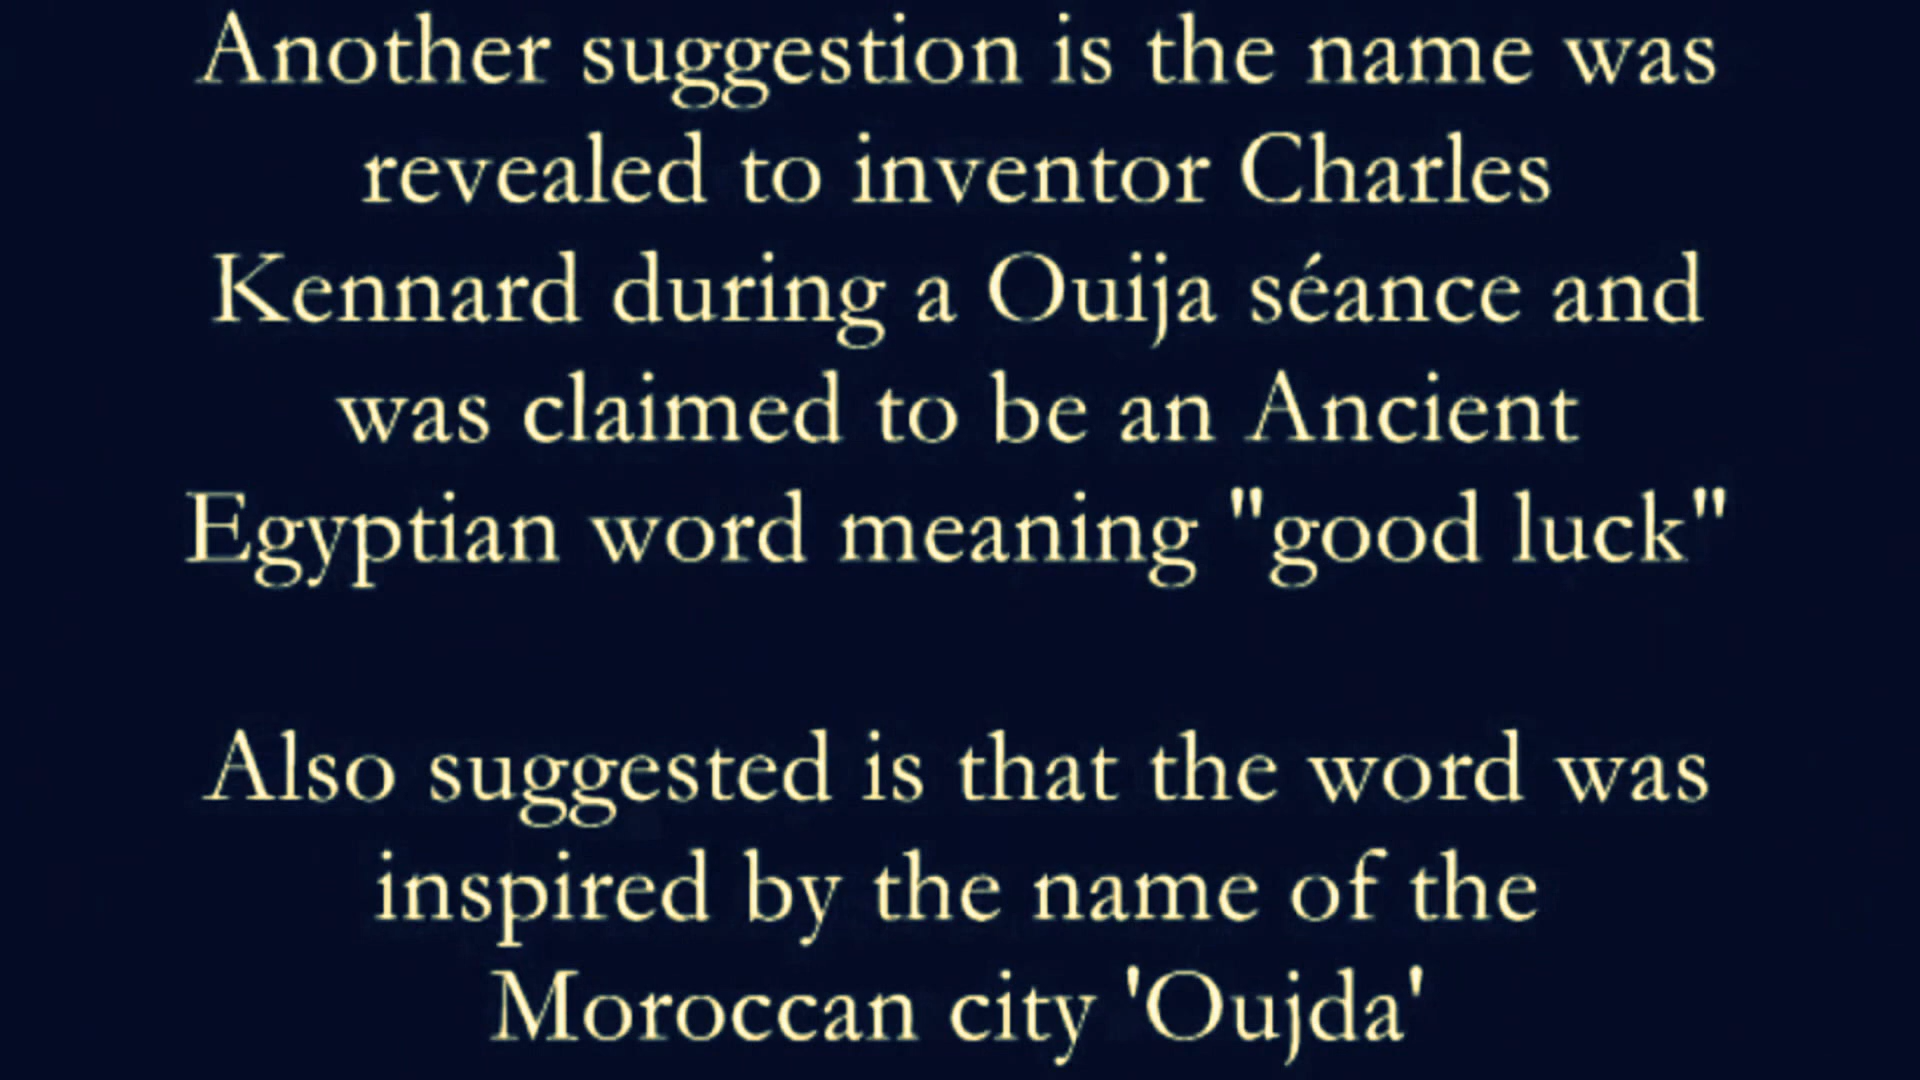 Another suggestion is the name was
revealed to inventor Charles
Kennard during a Ouija séance and
was claimed to be an Ancient
Egyptian word meaning "good luck"
Also suggested is that the word was
inspired by the name of the
Moroccan city 'Oujda'